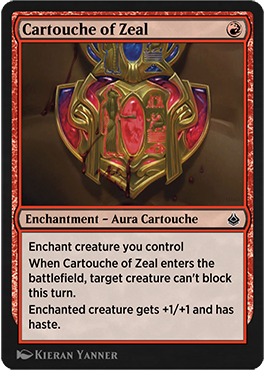 Cartouche of Zeal
Enchantment – Aura Cartouche
Enchant creature you control
When Cartouche of Zeal enters the
battlefield, target creature can't block
this turn.
Enchanted creature gets +1/+1 and has
haste.
KIERAN YANNER